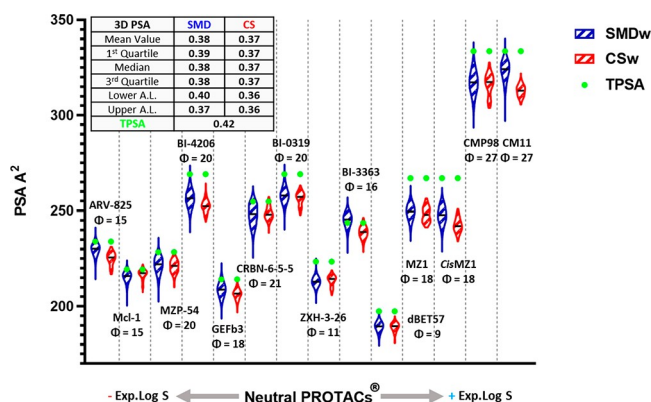 350
300
250
200
PSA A²
3D PSA SMD CS
Mean Value 0.38 0.37
1st Quartile 0.39 0.37
Median 0.38 0.37
3rd Quartile 0.38 0.37
Lower A.L. 0.40 0.36
Upper A.L. 0.37 0.36
TPSA 0.42
SMDw
CSw
TPSA
ARV-825
Φ = 15
Mcl-1
Φ = 15
MZP-54
Φ = 20
BI-4206
Φ = 20
GEFb3
Φ = 18
CRBN-6-5-5
Φ = 21
BI-0319
Φ = 20
ZXH-3-26
Φ = 11
BI-3363
Φ = 16
dBET57
Φ = 9
MZ1
Φ = 18
CisMZ1
Φ = 18
CMP98
Φ = 27
CM11
Φ = 27
- Exp.Log S Neutral PROTACs® + Exp.Log S